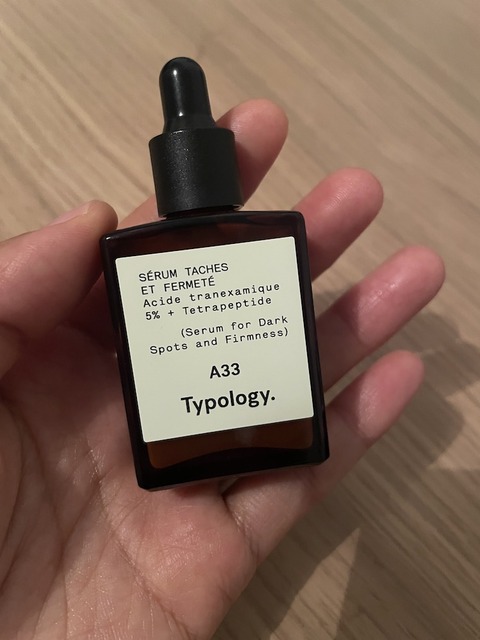 SÉRUM TACHES
ET FERMETÉ
Acide tranexamique
5% + Tetrapeptide
(Serum for Dark
Spots and Firmness)
A33
Typology.